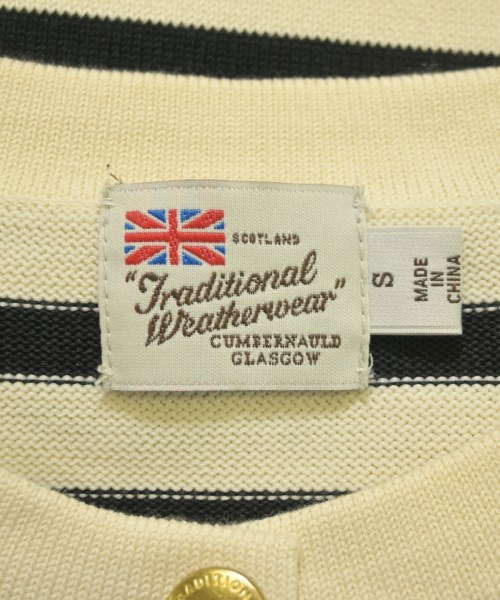 SCOTLAND
"Traditional
Weatherwear"
CUMBERNAULD
GLASGOW
S
MADE
IN
CHINA